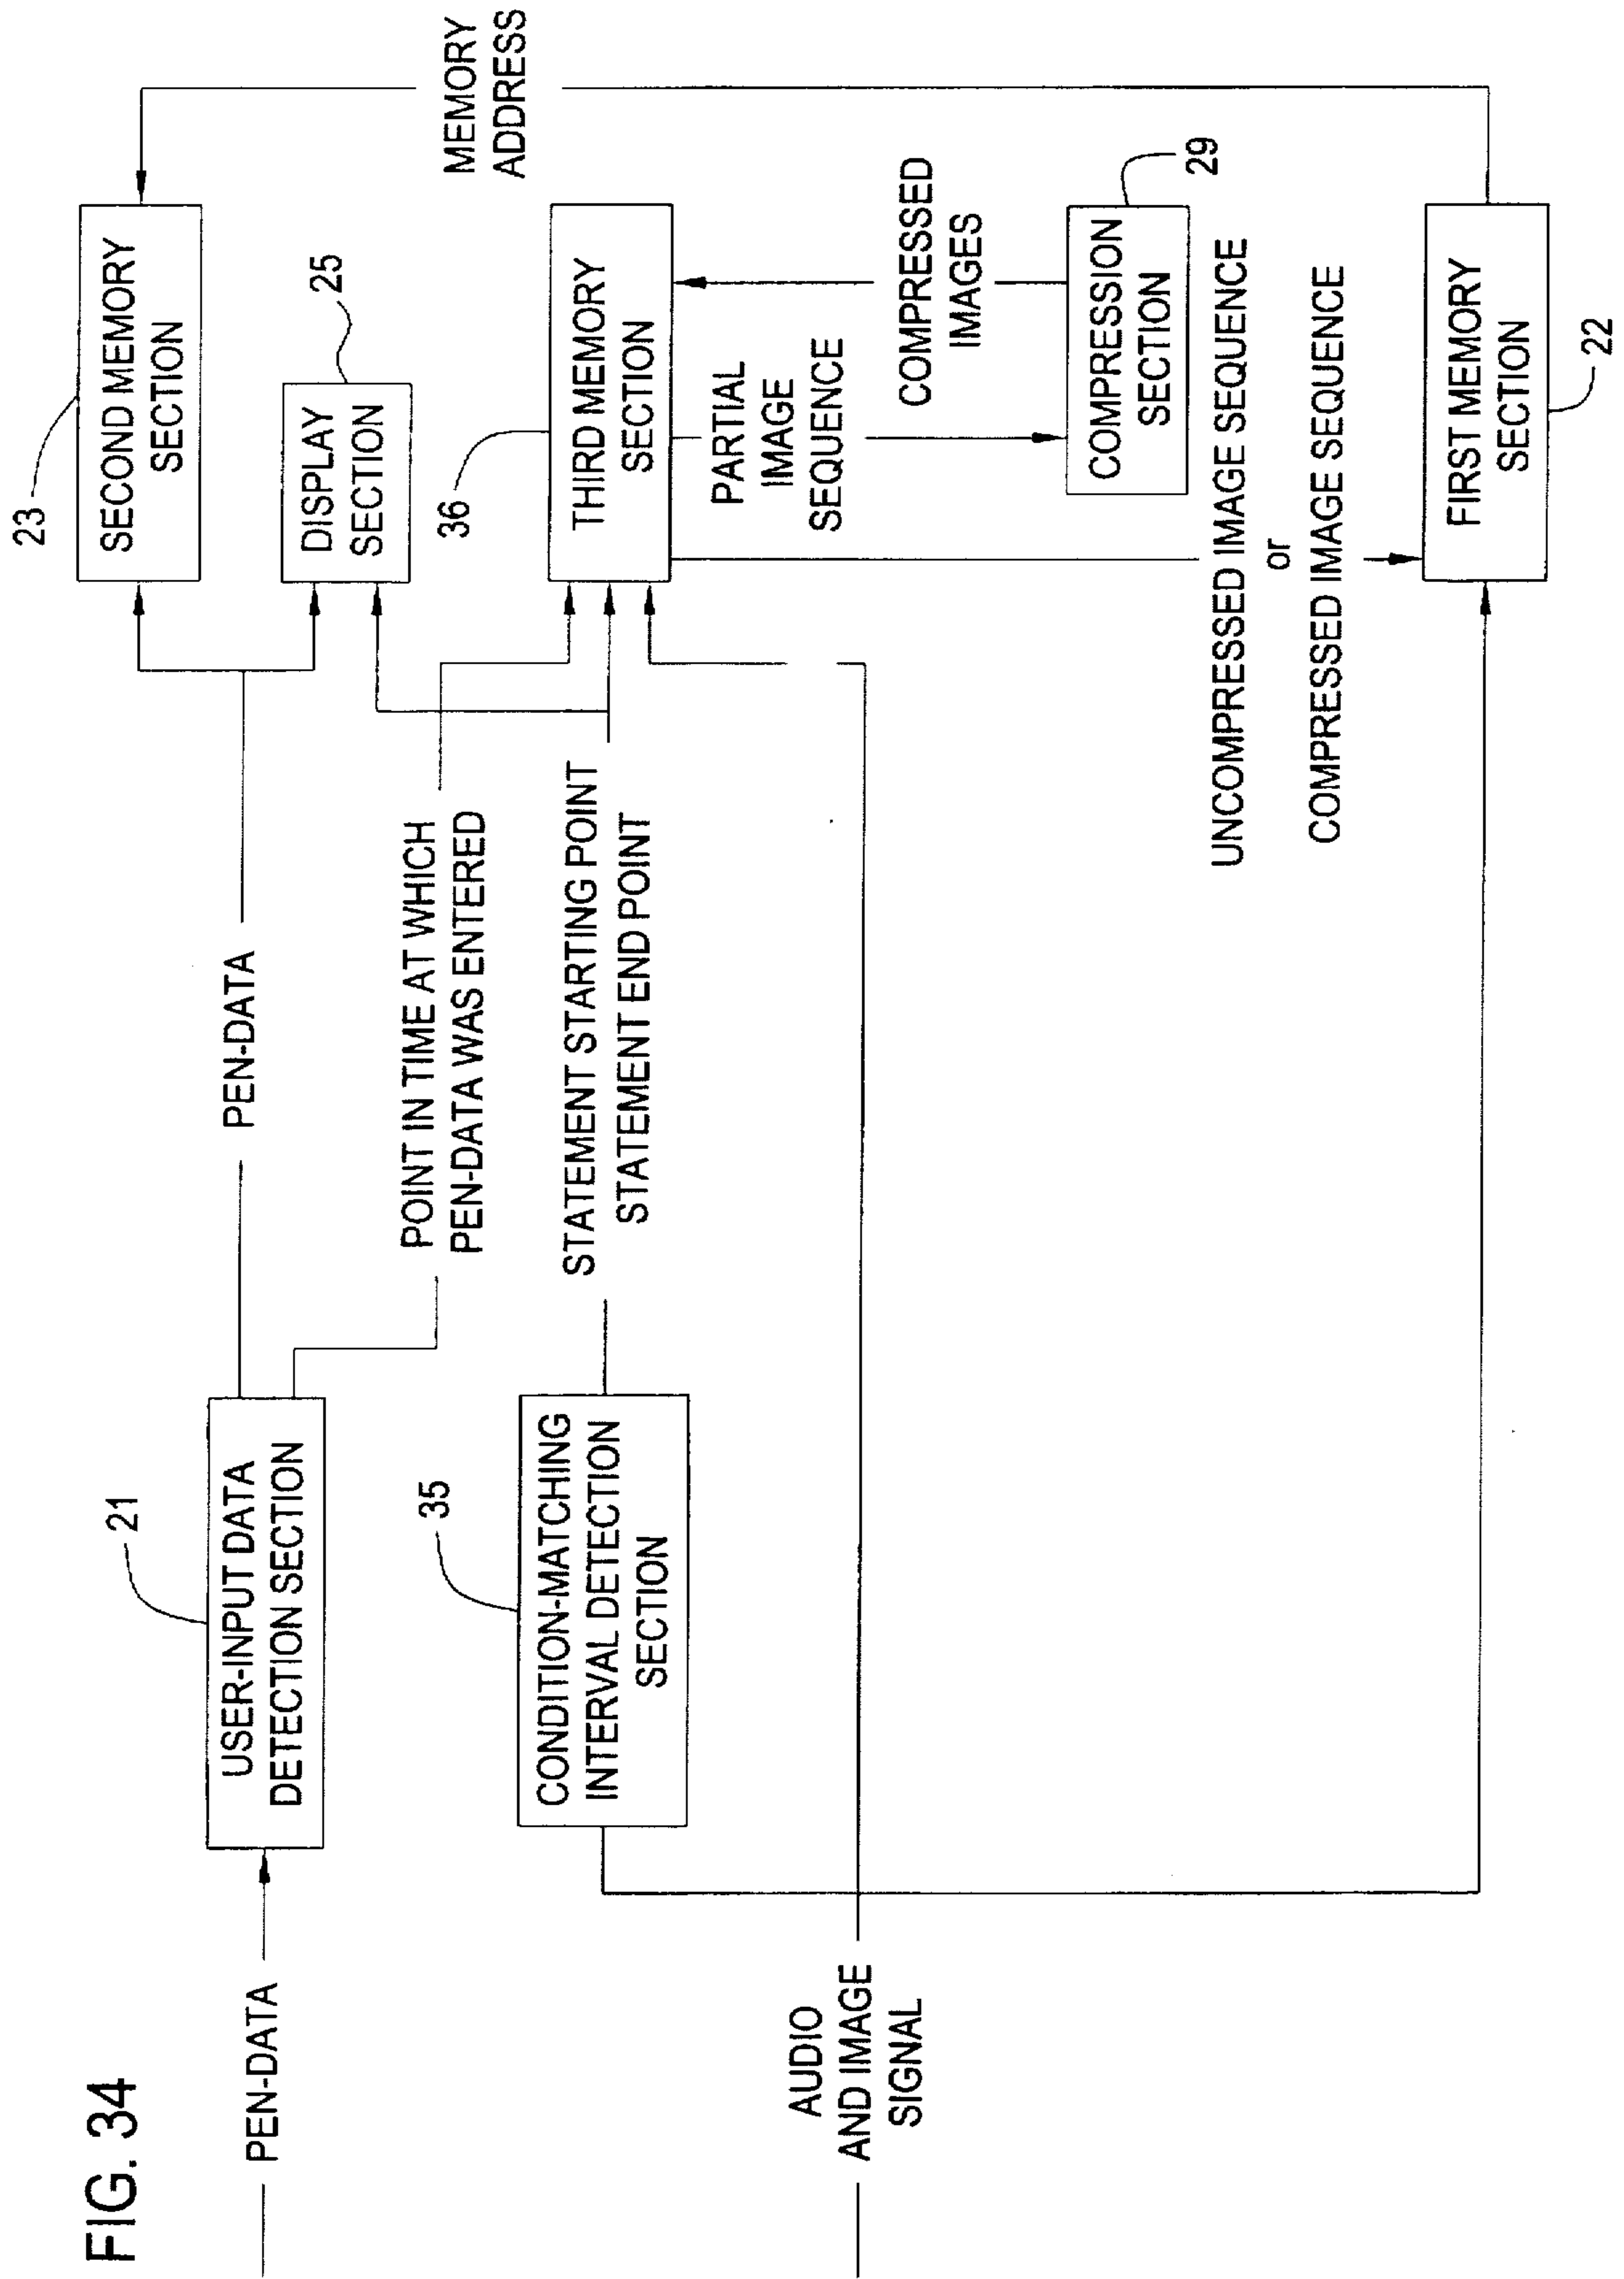 FIG. 34
PEN-DATA
21
USER-INPUT DATA
DETECTION SECTION
PEN-DATA
23
SECOND MEMORY
SECTION
25
DISPLAY
SECTION
MEMORY
ADDRESS
POINT IN TIME AT WHICH
PEN-DATA WAS ENTERED
35
CONDITION-MATCHING
INTERVAL DETECTION
SECTION
STATEMENT STARTING POINT
STATEMENT END POINT
36
THIRD MEMORY
SECTION
PARTIAL
IMAGE
SEQUENCE
COMPRESSED
IMAGES
AUDIO
AND IMAGE
SIGNAL
29
COMPRESSION
SECTION
UNCOMPRESSED IMAGE SEQUENCE
or
COMPRESSED IMAGE SEQUENCE
FIRST MEMORY
SECTION
22